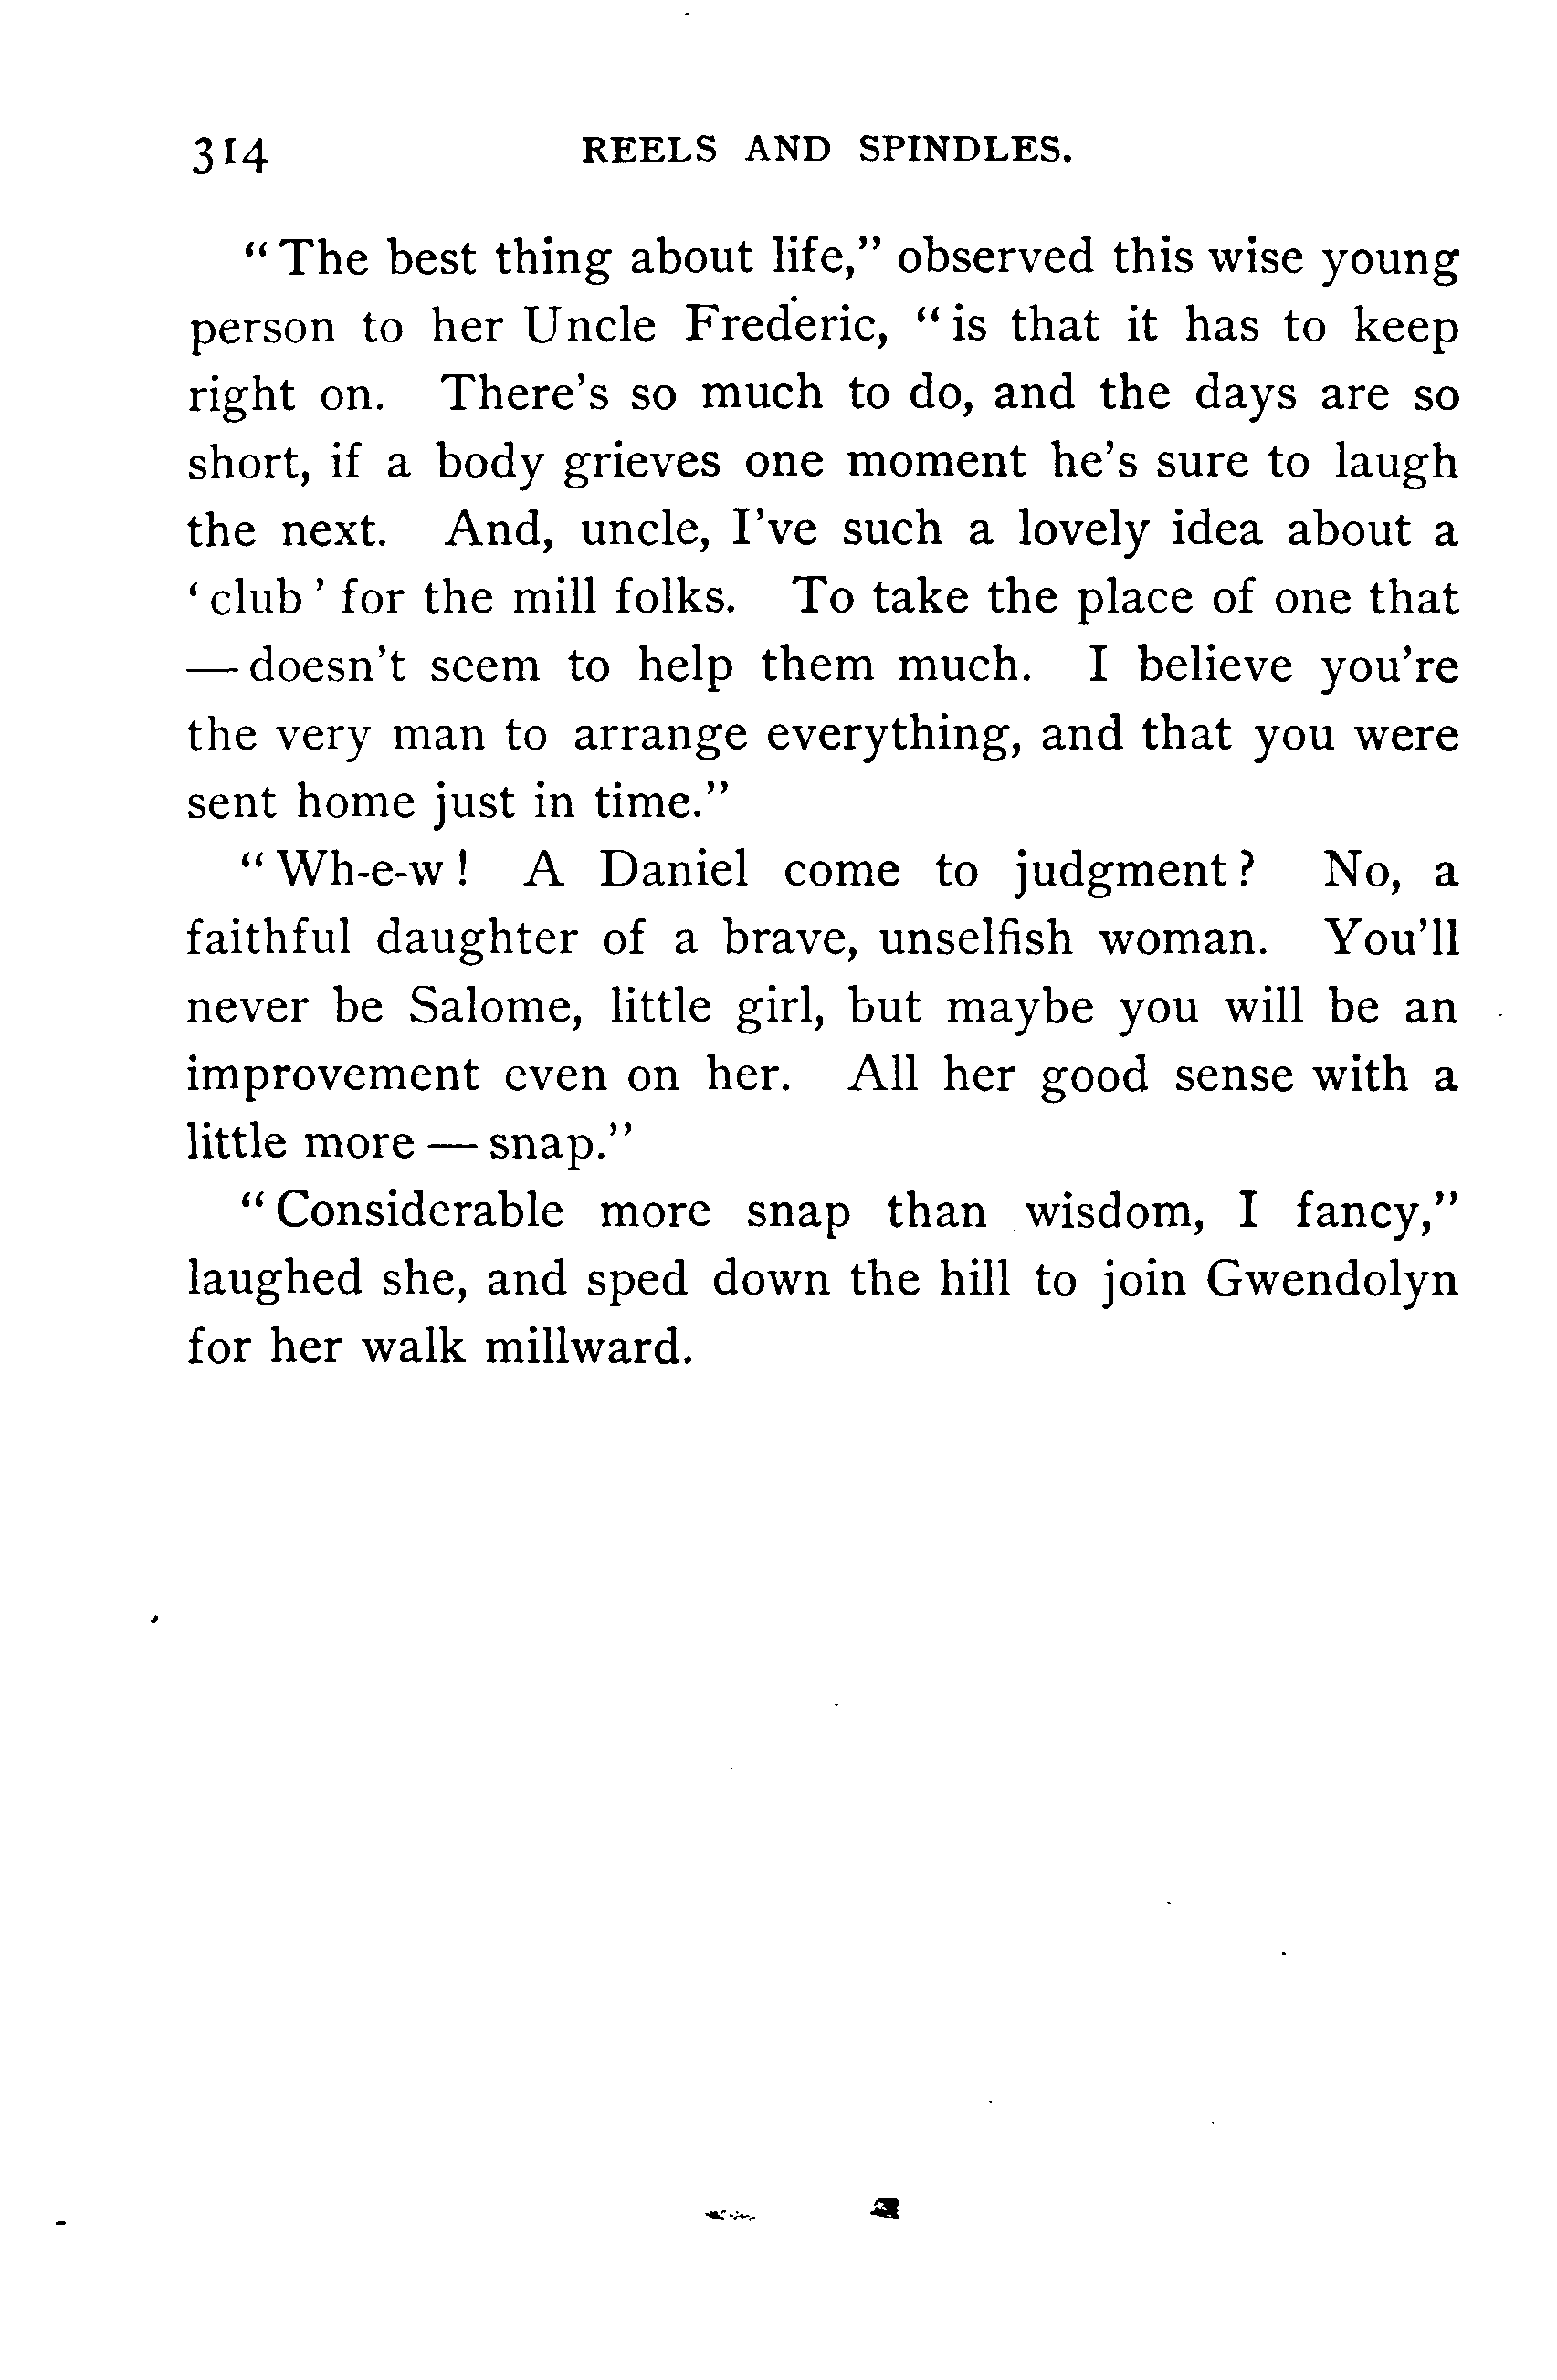 314 REELS AND SPINDLES.
“The best thing about life,” observed this wise young
person to her Uncle Frederic, “is that it has to keep
right on. There's so much to do, and the days are so
short, if a body grieves one moment he's sure to laugh
the next. And, uncle, I've such a lovely idea about a
‘club’ for the mill folks. To take the place of one that
—doesn't seem to help them much. I believe you're
the very man to arrange everything, and that you were
sent home just in time.”
“Wh-e-w! A Daniel come to judgment? No, a
faithful daughter of a brave, unselfish woman. You'll
never be Salome, little girl, but maybe you will be an
improvement even on her. All her good sense with a
little more — snap.”
“Considerable more snap than wisdom, I fancy,”
laughed she, and sped down the hill to join Gwendolyn
for her walk millward.